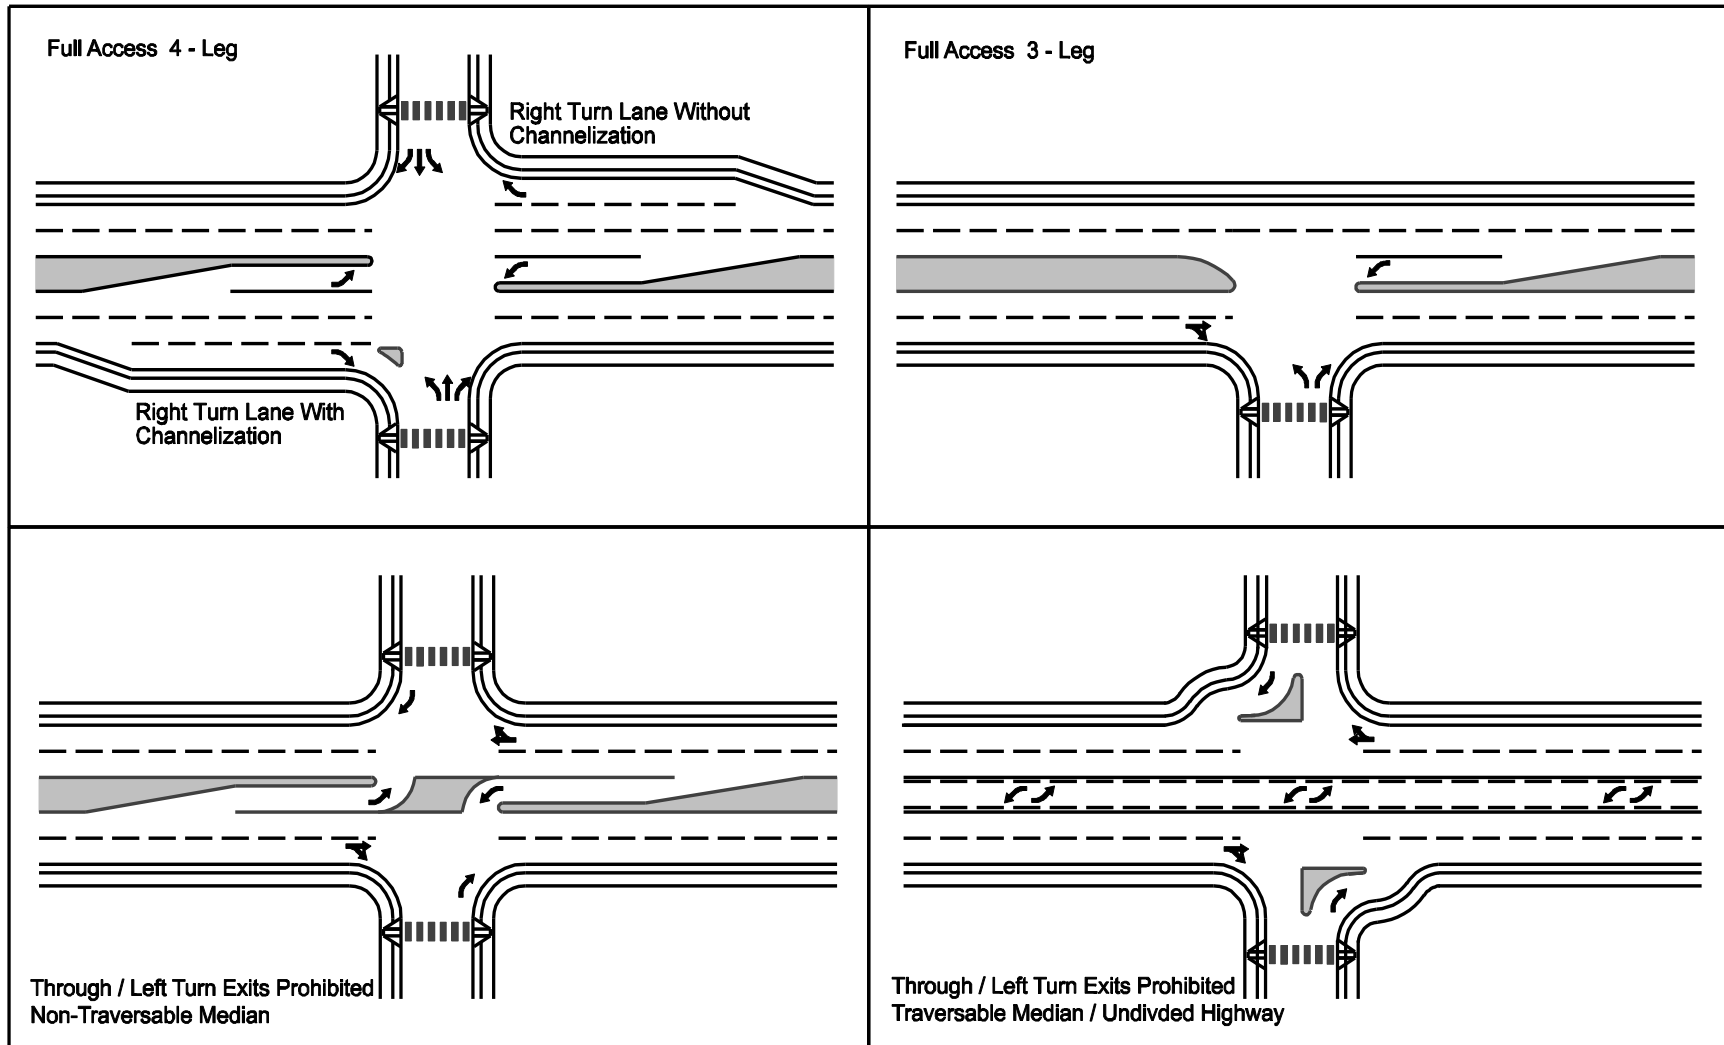 Full Access 4 - Leg
Right Turn Lane Without
Channelization
Right Turn Lane With
Channelization
Full Access 3 - Leg
Through / Left Turn Exits Prohibited
Non-Traversable Median
Through / Left Turn Exits Prohibited
Traversable Median / Undivded Highway